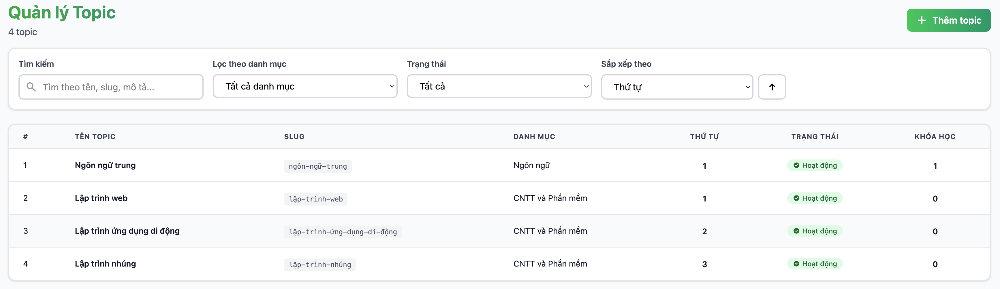 Quản lý Topic
4 topic
Thêm topic
Tìm kiếm
Lọc theo danh mục
Trạng thái
Sắp xếp theo
Tìm theo tên, slug, mô tả...
Tất cả danh mục
Tất cả
Thứ tự
# TÊN TOPIC SLUG DANH MỤC THỨ TỰ TRẠNG THÁI KHÓA HỌC
1 Ngôn ngữ trung ngôn-ngữ-trung Ngôn ngữ 1 Hoạt động 1
2 Lập trình web lập-trình-web CNTT và Phần mềm 1 Hoạt động 0
3 Lập trình ứng dụng di động lập-trình-ứng-dụng-di-động CNTT và Phần mềm 2 Hoạt động 0
4 Lập trình nhúng lập-trình-nhúng CNTT và Phần mềm 3 Hoạt động 0